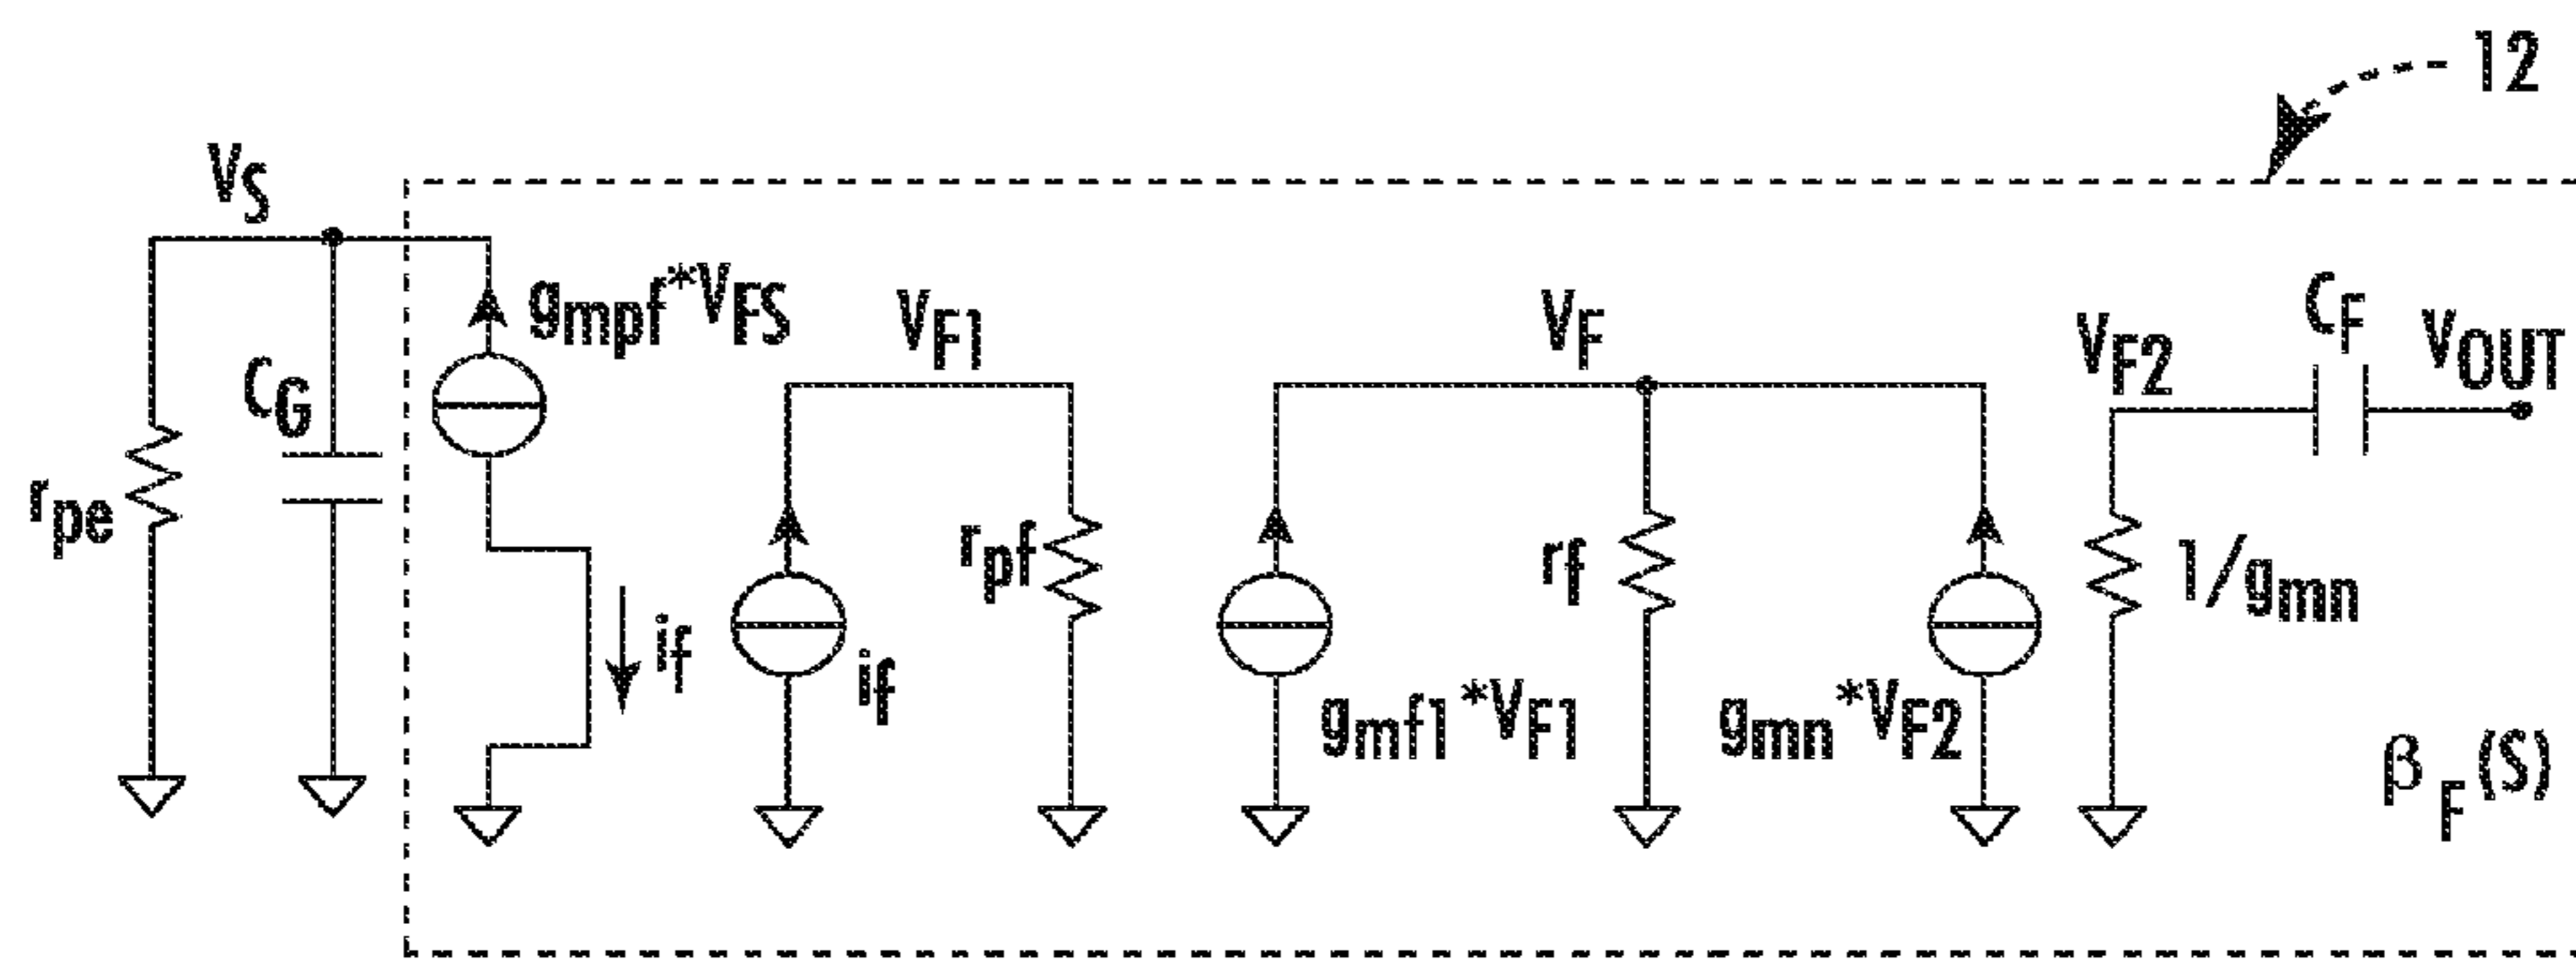 12
VS
gmpf*VFS
VF1
VF
VF2
CF
VOUT
CG
rpe
if
if
rpf
rf
1/gmn
gmf1*VF1
gmn*VF2
βF(S)